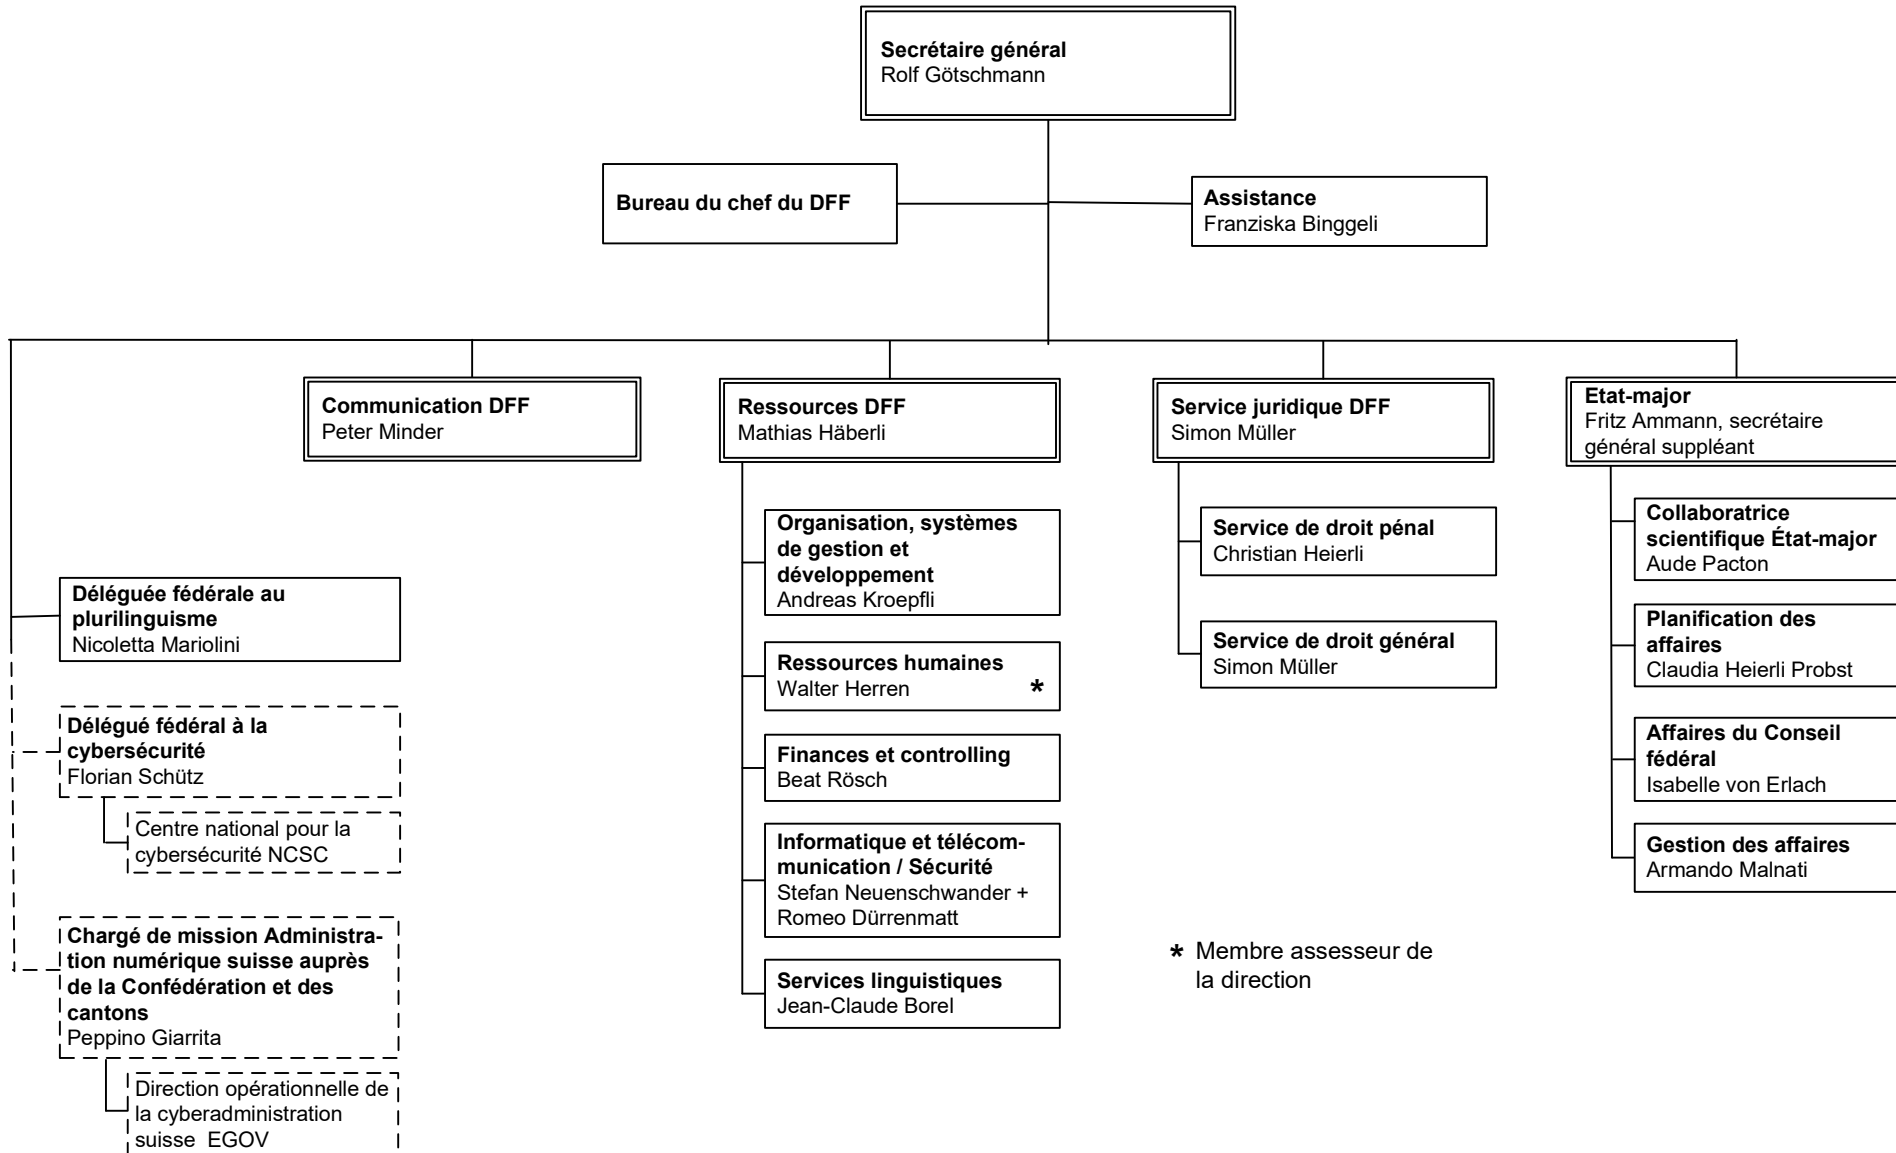 Secrétaire général
Rolf Götschmann
Bureau du chef du DFF
Assistance
Franziska Binggeli
Communication DFF
Peter Minder
Ressources DFF
Mathias Häberli
Service juridique DFF
Simon Müller
Etat-major
Fritz Ammann, secrétaire
général suppléant
Déléguée fédérale au
plurilinguisme
Nicoletta Mariolini
Délégué fédéral à la
cybersécurité
Florian Schütz
Centre national pour la
cybersécurité NCSC
Chargé de mission Administra-
tion numérique suisse auprès
de la Confédération et des
cantons
Peppino Giarrita
Direction opérationnelle de
la cyberadministration
suisse EGOV
Organisation, systèmes
de gestion et
développement
Andreas Kroepfli
Ressources humaines
Walter Herren *
Finances et controlling
Beat Rösch
Informatique et télécom-
munication / Sécurité
Stefan Neuenschwander +
Romeo Dürrenmatt
Services linguistiques
Jean-Claude Borel
Service de droit pénal
Christian Heierli
Service de droit général
Simon Müller
Collaboratrice
scientifique État-major
Aude Pacton
Planification des
affaires
Claudia Heierli Probst
Affaires du Conseil
fédéral
Isabelle von Erlach
Gestion des affaires
Armando Malnati
* Membre assesseur de
la direction